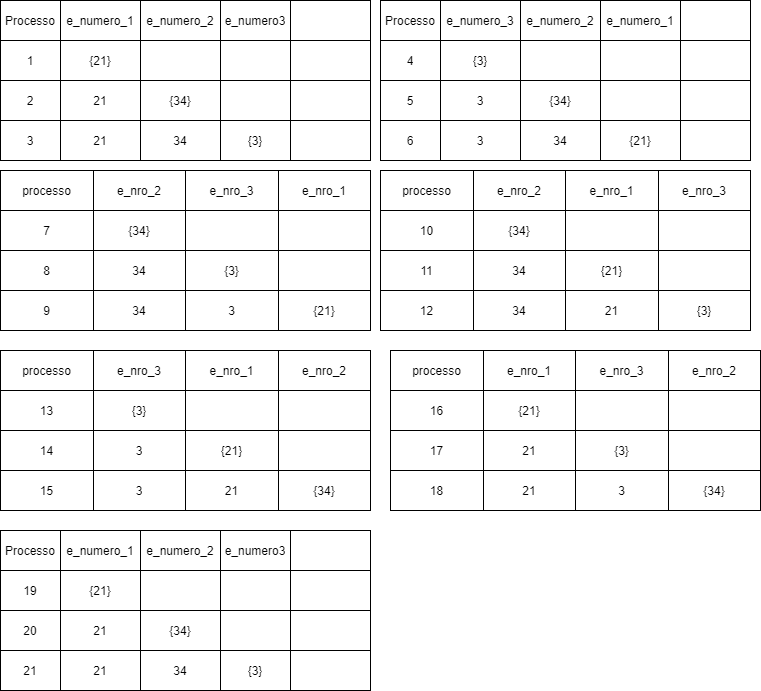 Processo e_numero_1 e_numero_2 e_numero3
1 {21}
2 21 {34}
3 21 34 {3}
Processo e_numero_3 e_numero_2 e_numero_1
4 {3}
5 3 {34}
6 3 34 {21}
processo e_nro_2 e_nro_3 e_nro_1
7 {34}
8 34 {3}
9 34 3 {21}
processo e_nro_2 e_nro_1 e_nro_3
10 {34}
11 34 {21}
12 34 21 {3}
processo e_nro_3 e_nro_1 e_nro_2
13 {3}
14 3 {21}
15 3 21 {34}
processo e_nro_1 e_nro_3 e_nro_2
16 {21}
17 21 {3}
18 21 3 {34}
Processo e_numero_1 e_numero_2 e_numero3
19 {21}
20 21 {34}
21 21 34 {3}